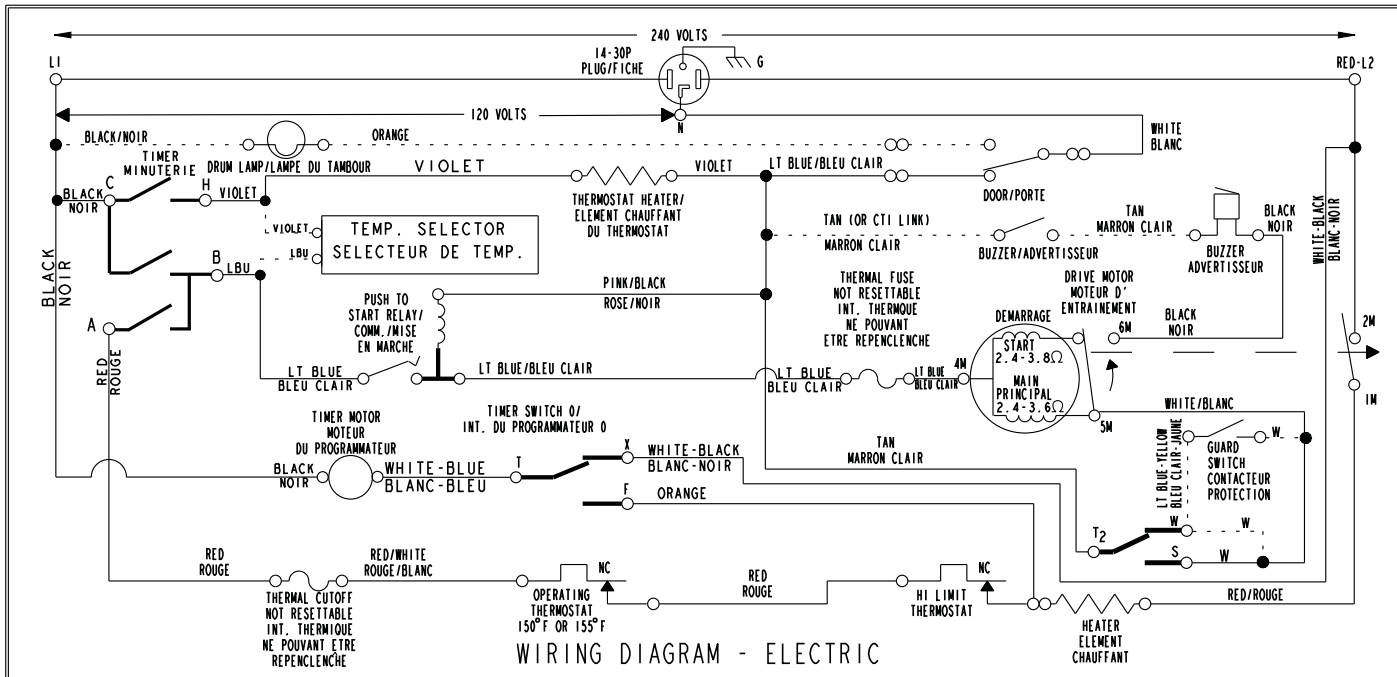 240 VOLTS
L1
14-30P
PLUG/FICHE
G
RED-L2
120 VOLTS
N
WHITE
BLANC
BLACK/NOIR
ORANGE
TIMER
MINUTERIE
DRUM LAMP/LAMPE DU TAMBOUR
VIOLET
VIOLET
LT BLUE/BLEU CLAIR
C
H
BLACK
NOIR
VIOLET
THERMOSTAT HEATER/
ELEMENT CHAUFFANT
DU THERMOSTAT
DOOR/PORTE
VIOLET
LBU
TEMP. SELECTOR
SELECTEUR DE TEMP.
TAN (OR CTI LINK)
MARRON CLAIR
BUZZER/ADVERTISSEUR
TAN
MARRON CLAIR
BLACK
NOIR
BUZZER
ADVERTISSEUR
WHITE-BLACK
BLANC-NOIR
BLACK
NOIR
B
LBU
A
RED
ROUGE
PUSH TO
START RELAY/
COMM./MISE
EN MARCHE
PINK/BLACK
ROSE/NOIR
THERMAL FUSE
NOT RESETTABLE
INT. THERMQUE
NE POUVANT
ETRE REPENCLENCHE
DRIVE MOTOR
MOTEUR D'
ENTRAINEMENT
DEMARRAGE
6M
BLACK
NOIR
2M
START
2.4-3.8Ω
MAIN
PRINCIPAL
2.4-3.6Ω
LT BLUE
BLEU CLAIR
LT BLUE/BLEU CLAIR
LT BLUE
BLEU CLAIR
LT BLUE
BLEU CLAIR
4M
5M
1M
WHITE/BLANC
TIMER MOTOR
MOTEUR
DU PROGRAMMATEUR
TIMER SWITCH O/
INT. DU PROGRAMMATEUR O
BLACK
NOIR
WHITE-BLUE
BLANC-BLEU
T
X
WHITE-BLACK
BLANC-NOIR
F
ORANGE
TAN
MARRON CLAIR
LT BLUE-YELLOW
BLEU CLAIR-JAUNE
W
GUARD
SWITCH
CONTACTEUR
PROTECTION
T2
W
W
S
W
RED
ROUGE
RED/WHITE
ROUGE/BLANC
NC
RED
ROUGE
NC
THERMAL CUTOFF
NOT RESETTABLE
INT. THERMIQUE
NE POUVANT ETRE
REPENCLENCHE
OPERATING
THERMOSTAT
150°F OR 155°F
HI LIMIT
THERMOSTAT
HEATER
ELEMENT
CHAUFFANT
RED/ROUGE
WIRING DIAGRAM - ELECTRIC